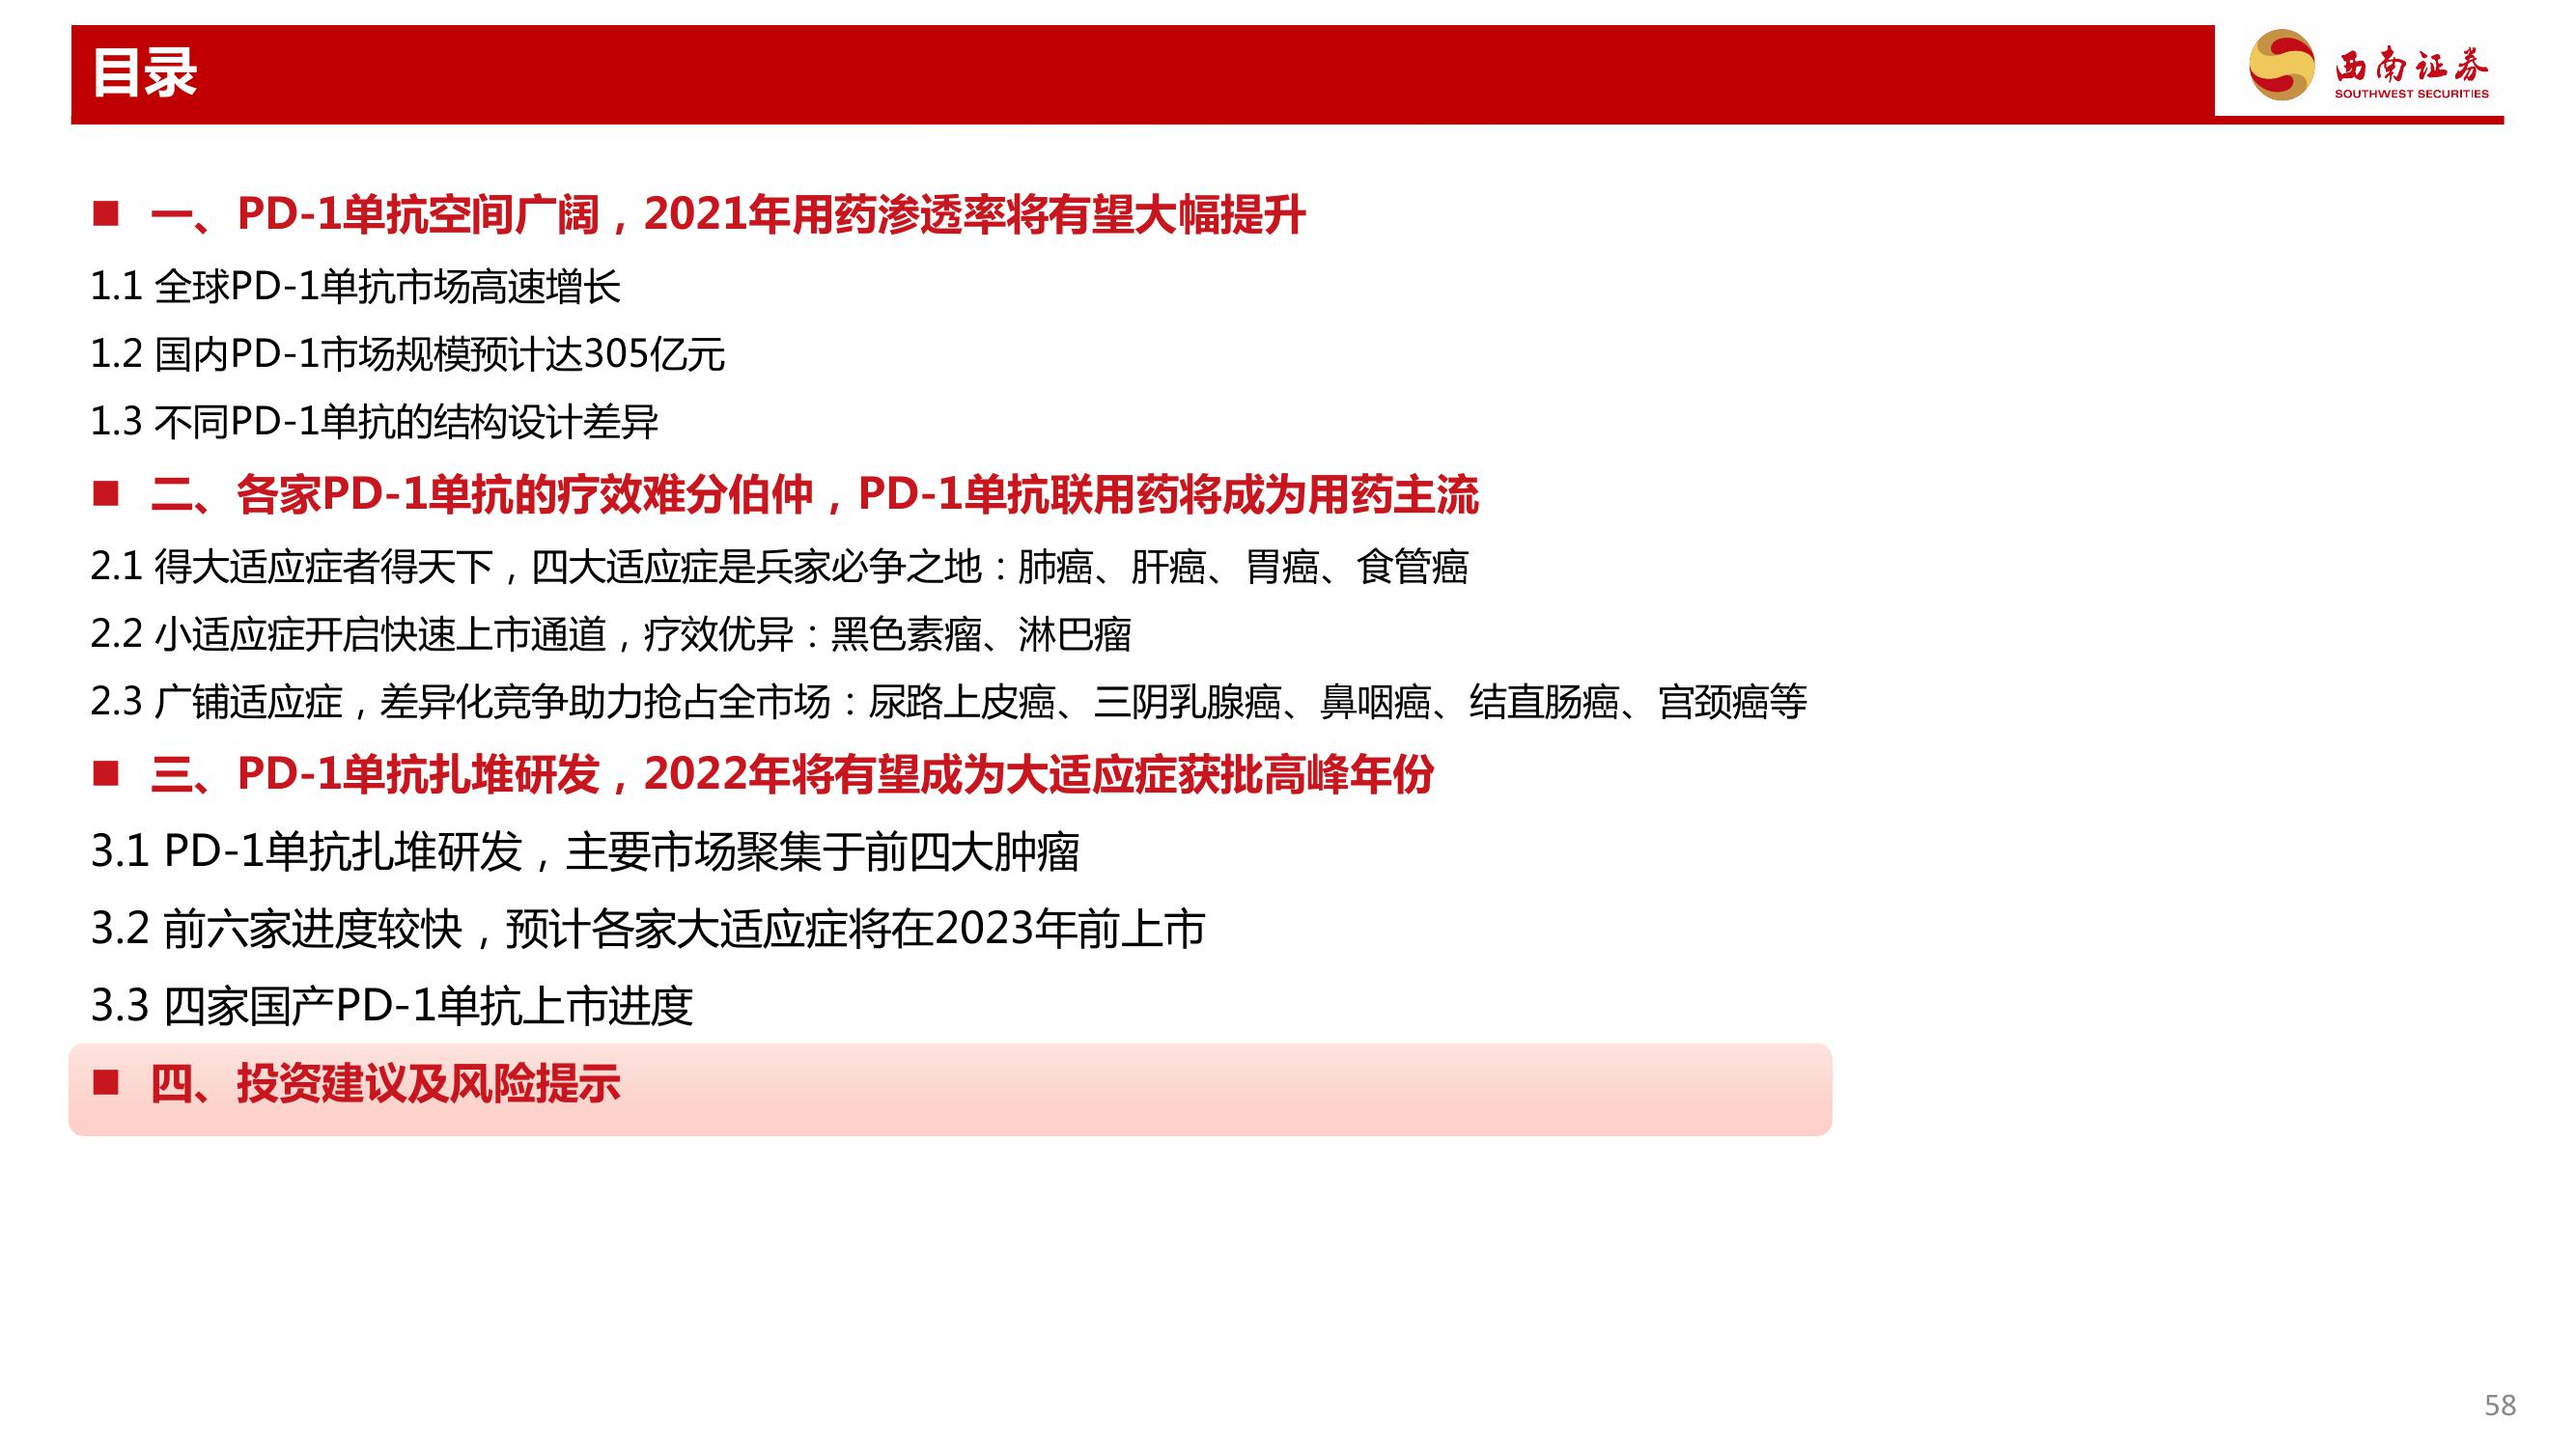 目录
西南证券
SOUTHWEST SECURITIES
■ 一、PD-1单抗空间广阔，2021年用药渗透率将有望大幅提升
1.1 全球PD-1单抗市场高速增长
1.2 国内PD-1市场规模预计达305亿元
1.3 不同PD-1单抗的结构设计差异
■ 二、各家PD-1单抗的疗效难分伯仲，PD-1单抗联用药将成为用药主流
2.1 得大适应症者得天下，四大适应症是兵家必争之地：肺癌、肝癌、胃癌、食管癌
2.2 小适应症开启快速上市通道，疗效优异：黑色素瘤、淋巴瘤
2.3 广铺适应症，差异化竞争助力抢占全市场：尿路上皮癌、三阴乳腺癌、鼻咽癌、结直肠癌、宫颈癌等
■ 三、PD-1单抗扎堆研发，2022年将有望成为大适应症获批高峰年份
3.1 PD-1单抗扎堆研发，主要市场聚集于前四大肿瘤
3.2 前六家进度较快，预计各家大适应症将在2023年前上市
3.3 四家国产PD-1单抗上市进度
■ 四、投资建议及风险提示
58